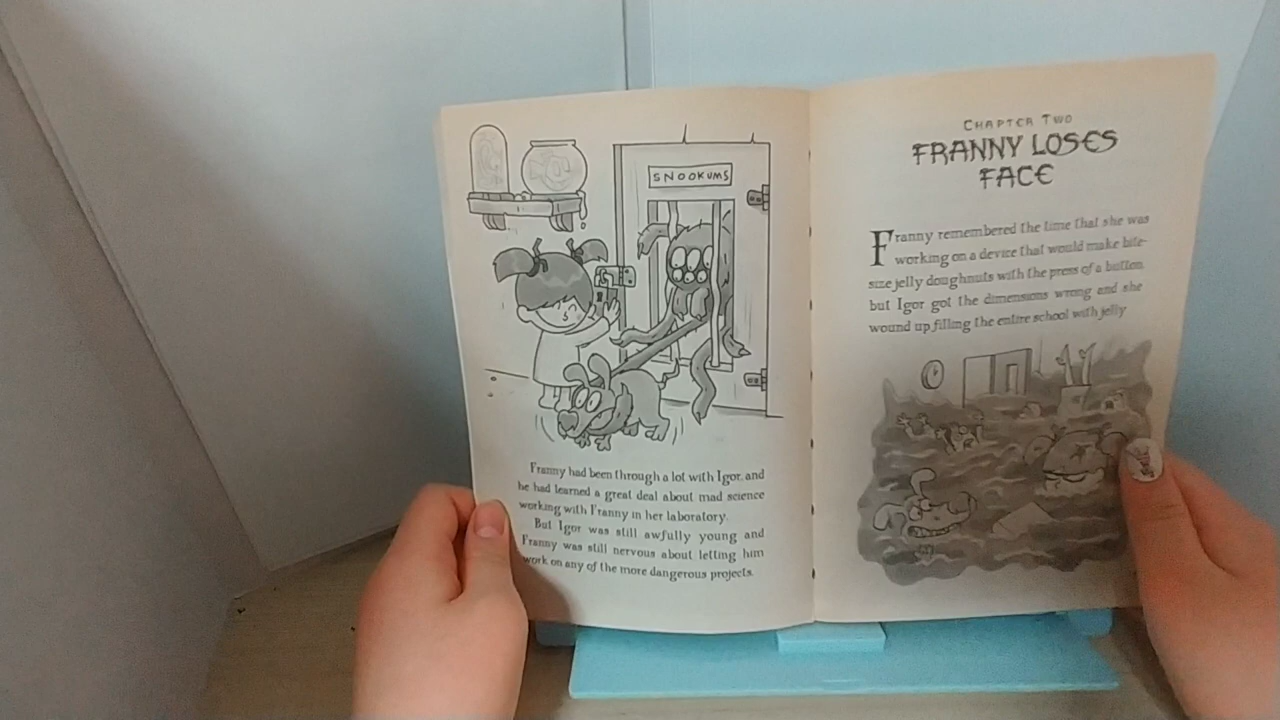 SNOOKUMS
Franny had been through a lot with Igor, and
he had learned a great deal about mad science
working with Franny in her laboratory.
But Igor was still awfully young and
Franny was still nervous about letting him
work on any of the more dangerous projects.
CHAPTER TWO
FRANNY LOSES
FACE
Franny remembered the time that she was
working on a device that would make bite-
size jelly doughnuts with the press of a button,
but Igor got the dimensions wrong and she
wound up filling the entire school with jelly